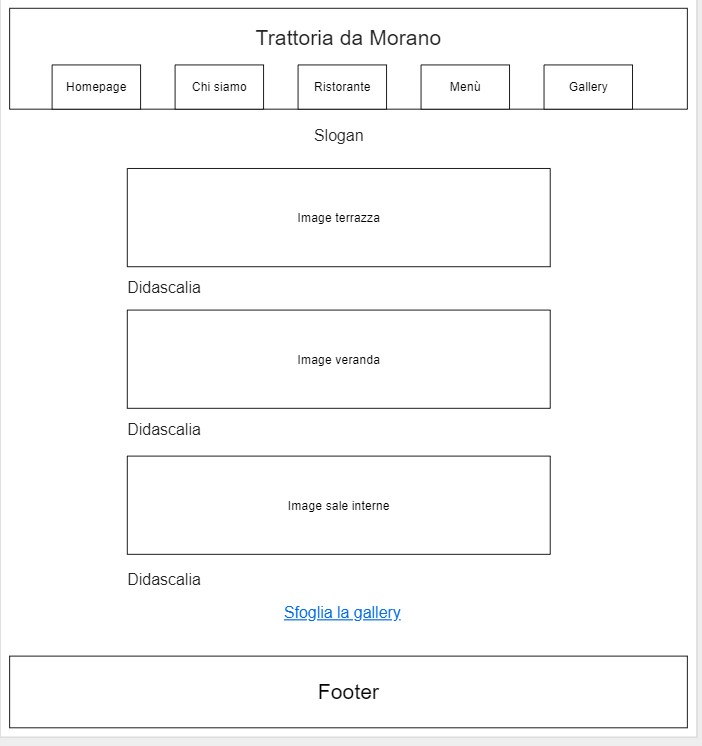 Trattoria da Morano
Homepage
Chi siamo
Ristorante
Menù
Gallery
Slogan
Image terrazza
Didascalia
Image veranda
Didascalia
Image sale interne
Didascalia
Sfoglia la gallery
Footer